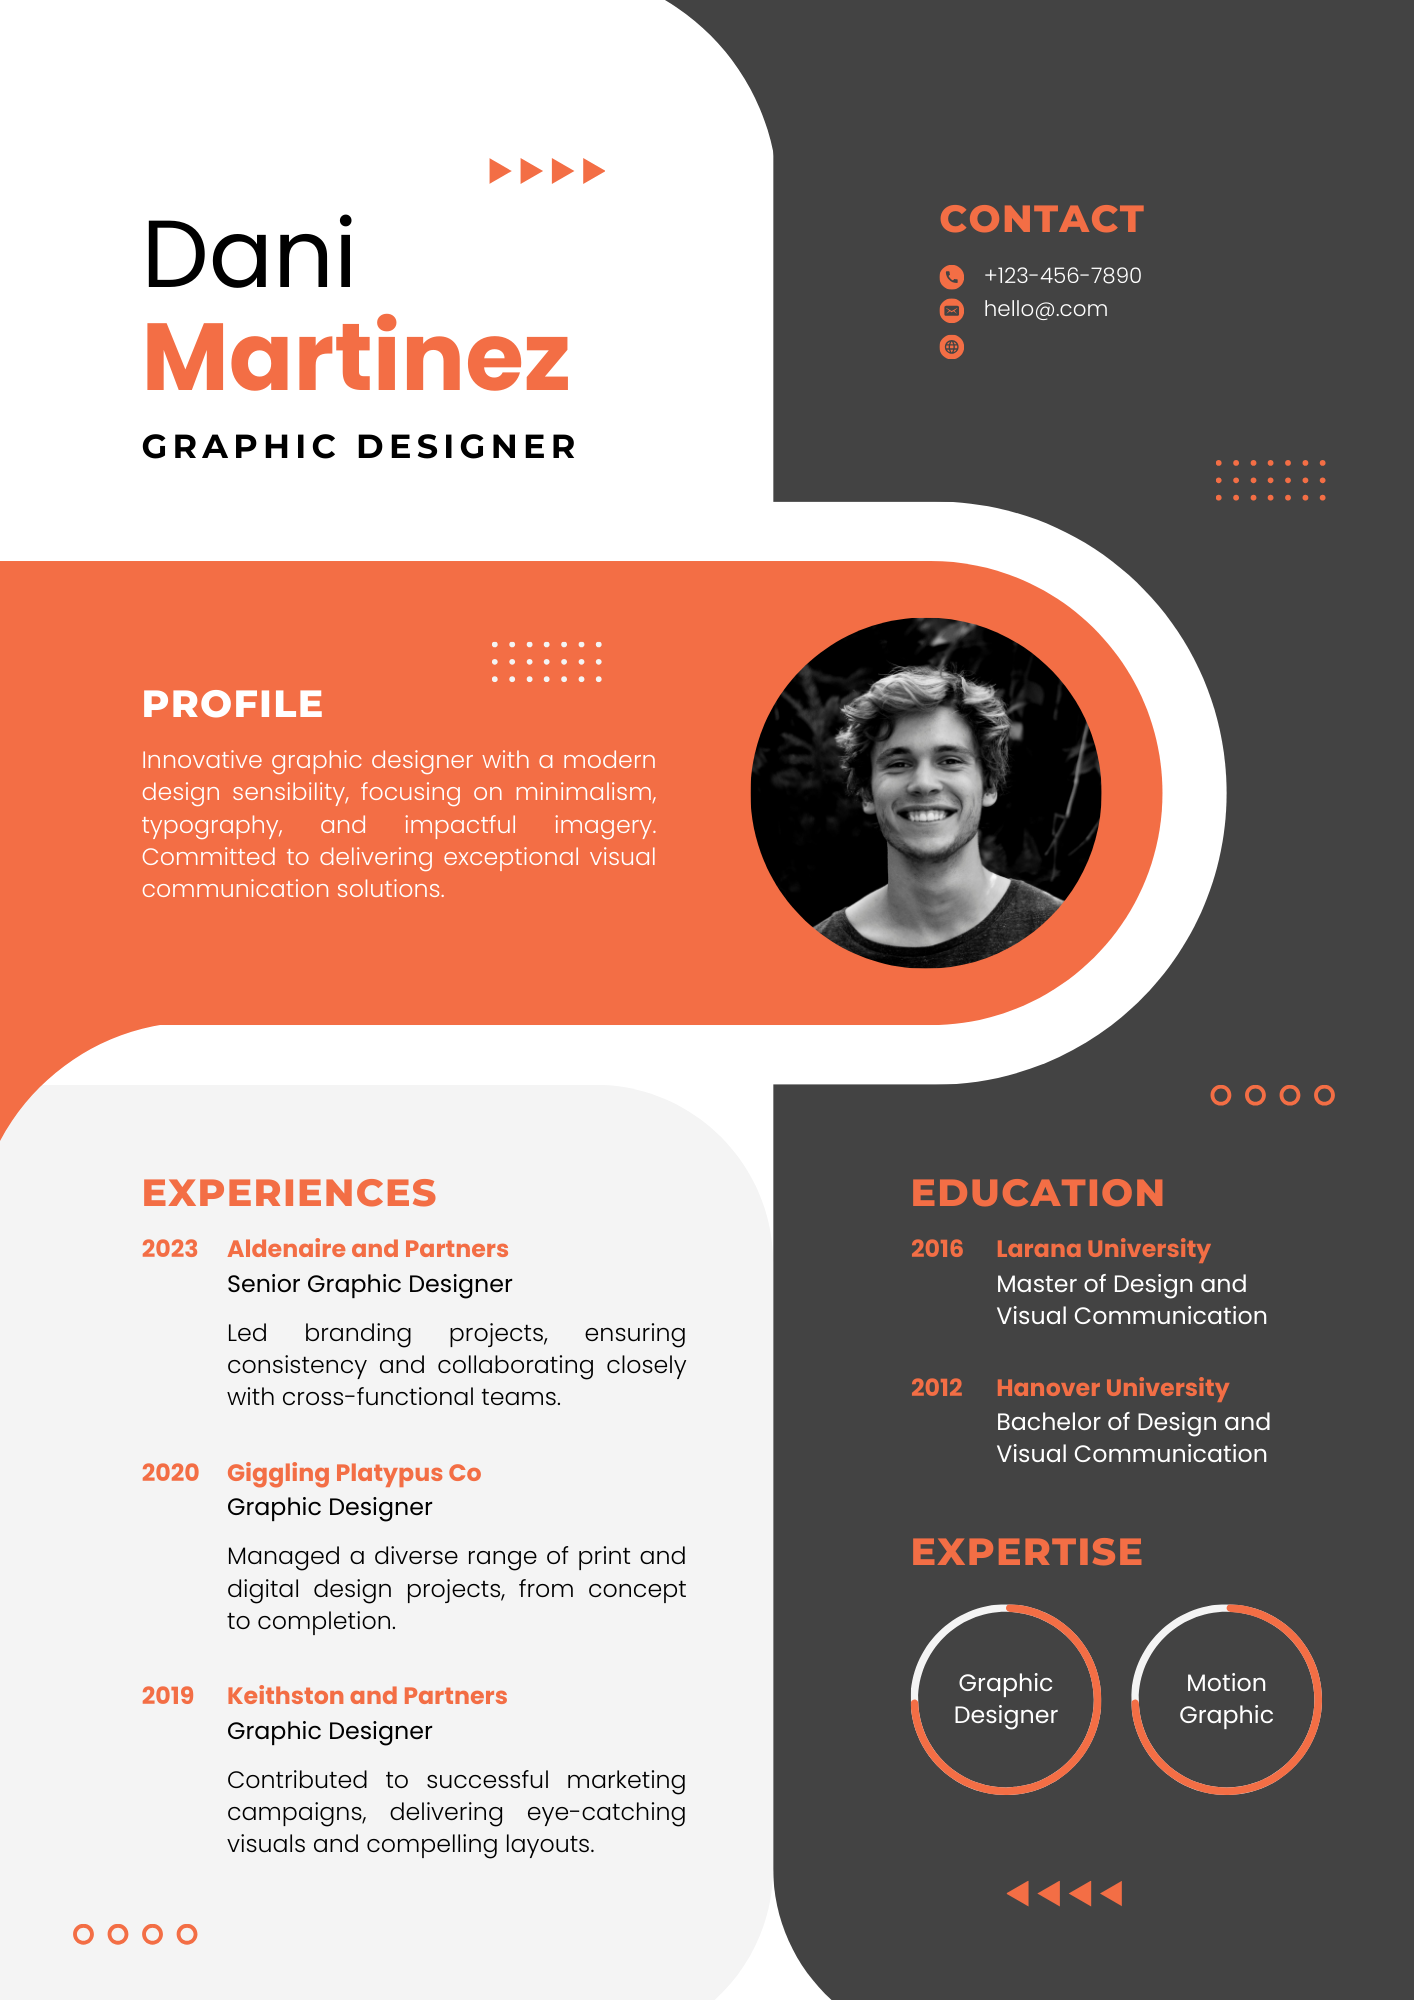 Dani
Martinez
GRAPHIC DESIGNER
CONTACT
+123-456-7890
hello@.com
PROFILE
Innovative graphic designer with a modern
design sensibility, focusing on minimalism,
typography, and impactful imagery.
Committed to delivering exceptional visual
communication solutions.
EXPERIENCES
2023 Aldenaire and Partners
Senior Graphic Designer
Led branding projects, ensuring
consistency and collaborating closely
with cross-functional teams.
2020 Giggling Platypus Co
Graphic Designer
Managed a diverse range of print and
digital design projects, from concept
to completion.
2019 Keithston and Partners
Graphic Designer
Contributed to successful marketing
campaigns, delivering eye-catching
visuals and compelling layouts.
EDUCATION
2016 Larana University
Master of Design and
Visual Communication
2012 Hanover University
Bachelor of Design and
Visual Communication
EXPERTISE
Graphic
Designer
Motion
Graphic